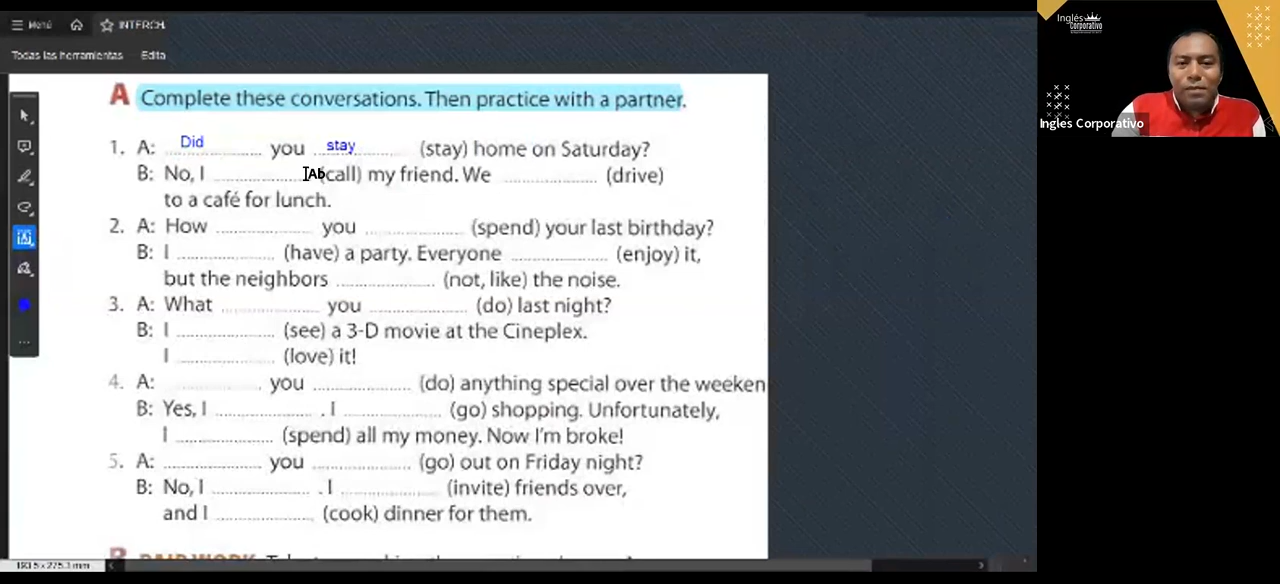 Menú INTERCH.
Todas las herramientas Edita
A Complete these conversations. Then practice with a partner.
1. A: Did you stay (stay) home on Saturday?
B: No, I (call) my friend. We (drive)
to a café for lunch.
2. A: How you (spend) your last birthday?
B: I (have) a party. Everyone (enjoy) it,
but the neighbors (not, like) the noise.
3. A: What you (do) last night?
B: I (see) a 3-D movie at the Cineplex.
I (love) it!
4. A: you (do) anything special over the weeken
B: Yes, I . I (go) shopping. Unfortunately,
I (spend) all my money. Now I'm broke!
5. A: you (go) out on Friday night?
B: No, I . I (invite) friends over,
and I (cook) dinner for them.
193.5 x 275.3 mm
Inglés
Corporativo
Ingles Corporativo